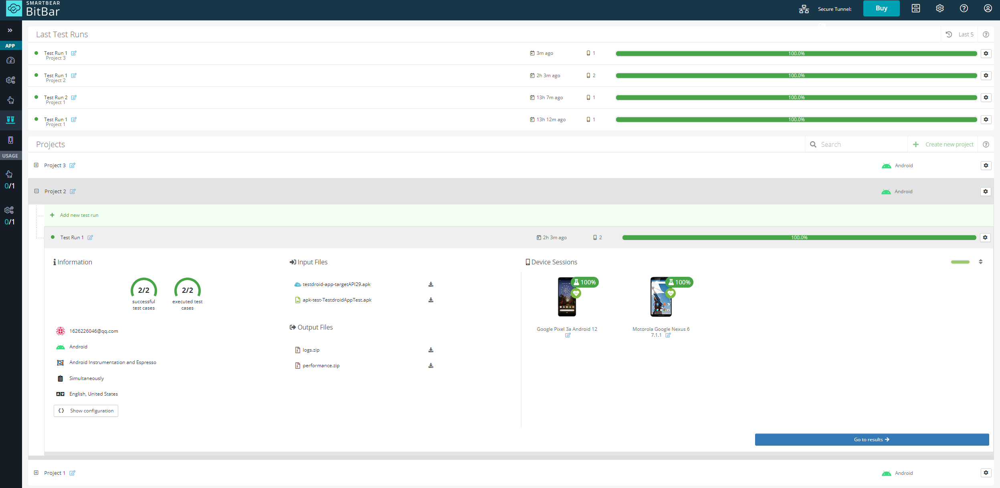 SMARTBEAR
BitBar
Secure Tunnel:
Buy
APP
USAGE
0/1
0/1
Last Test Runs
Last 5
Test Run 1
Project 3
3m ago
1
100.0%
Test Run 1
Project 2
2h 3m ago
2
100.0%
Test Run 2
Project 1
13h 7m ago
1
100.0%
Test Run 1
Project 1
13h 12m ago
1
100.0%
Projects
Search
Create new project
Project 3
Android
Project 2
Android
Add new test run
Test Run 1
2h 3m ago
2
100.0%
Information
2/2
successful
test cases
2/2
executed test
cases
1626226046@qq.com
Android
Android Instrumentation and Espresso
Simultaneously
English, United States
Show configuration
Input Files
testdroid-app-targetAPI29.apk
apk-test-TestdroidAppTest.apk
Output Files
logs.zip
performance.zip
Device Sessions
100%
Google Pixel 3a Android 12
100%
Motorola Google Nexus 6
7.1.1
Go to results
Project 1
Android